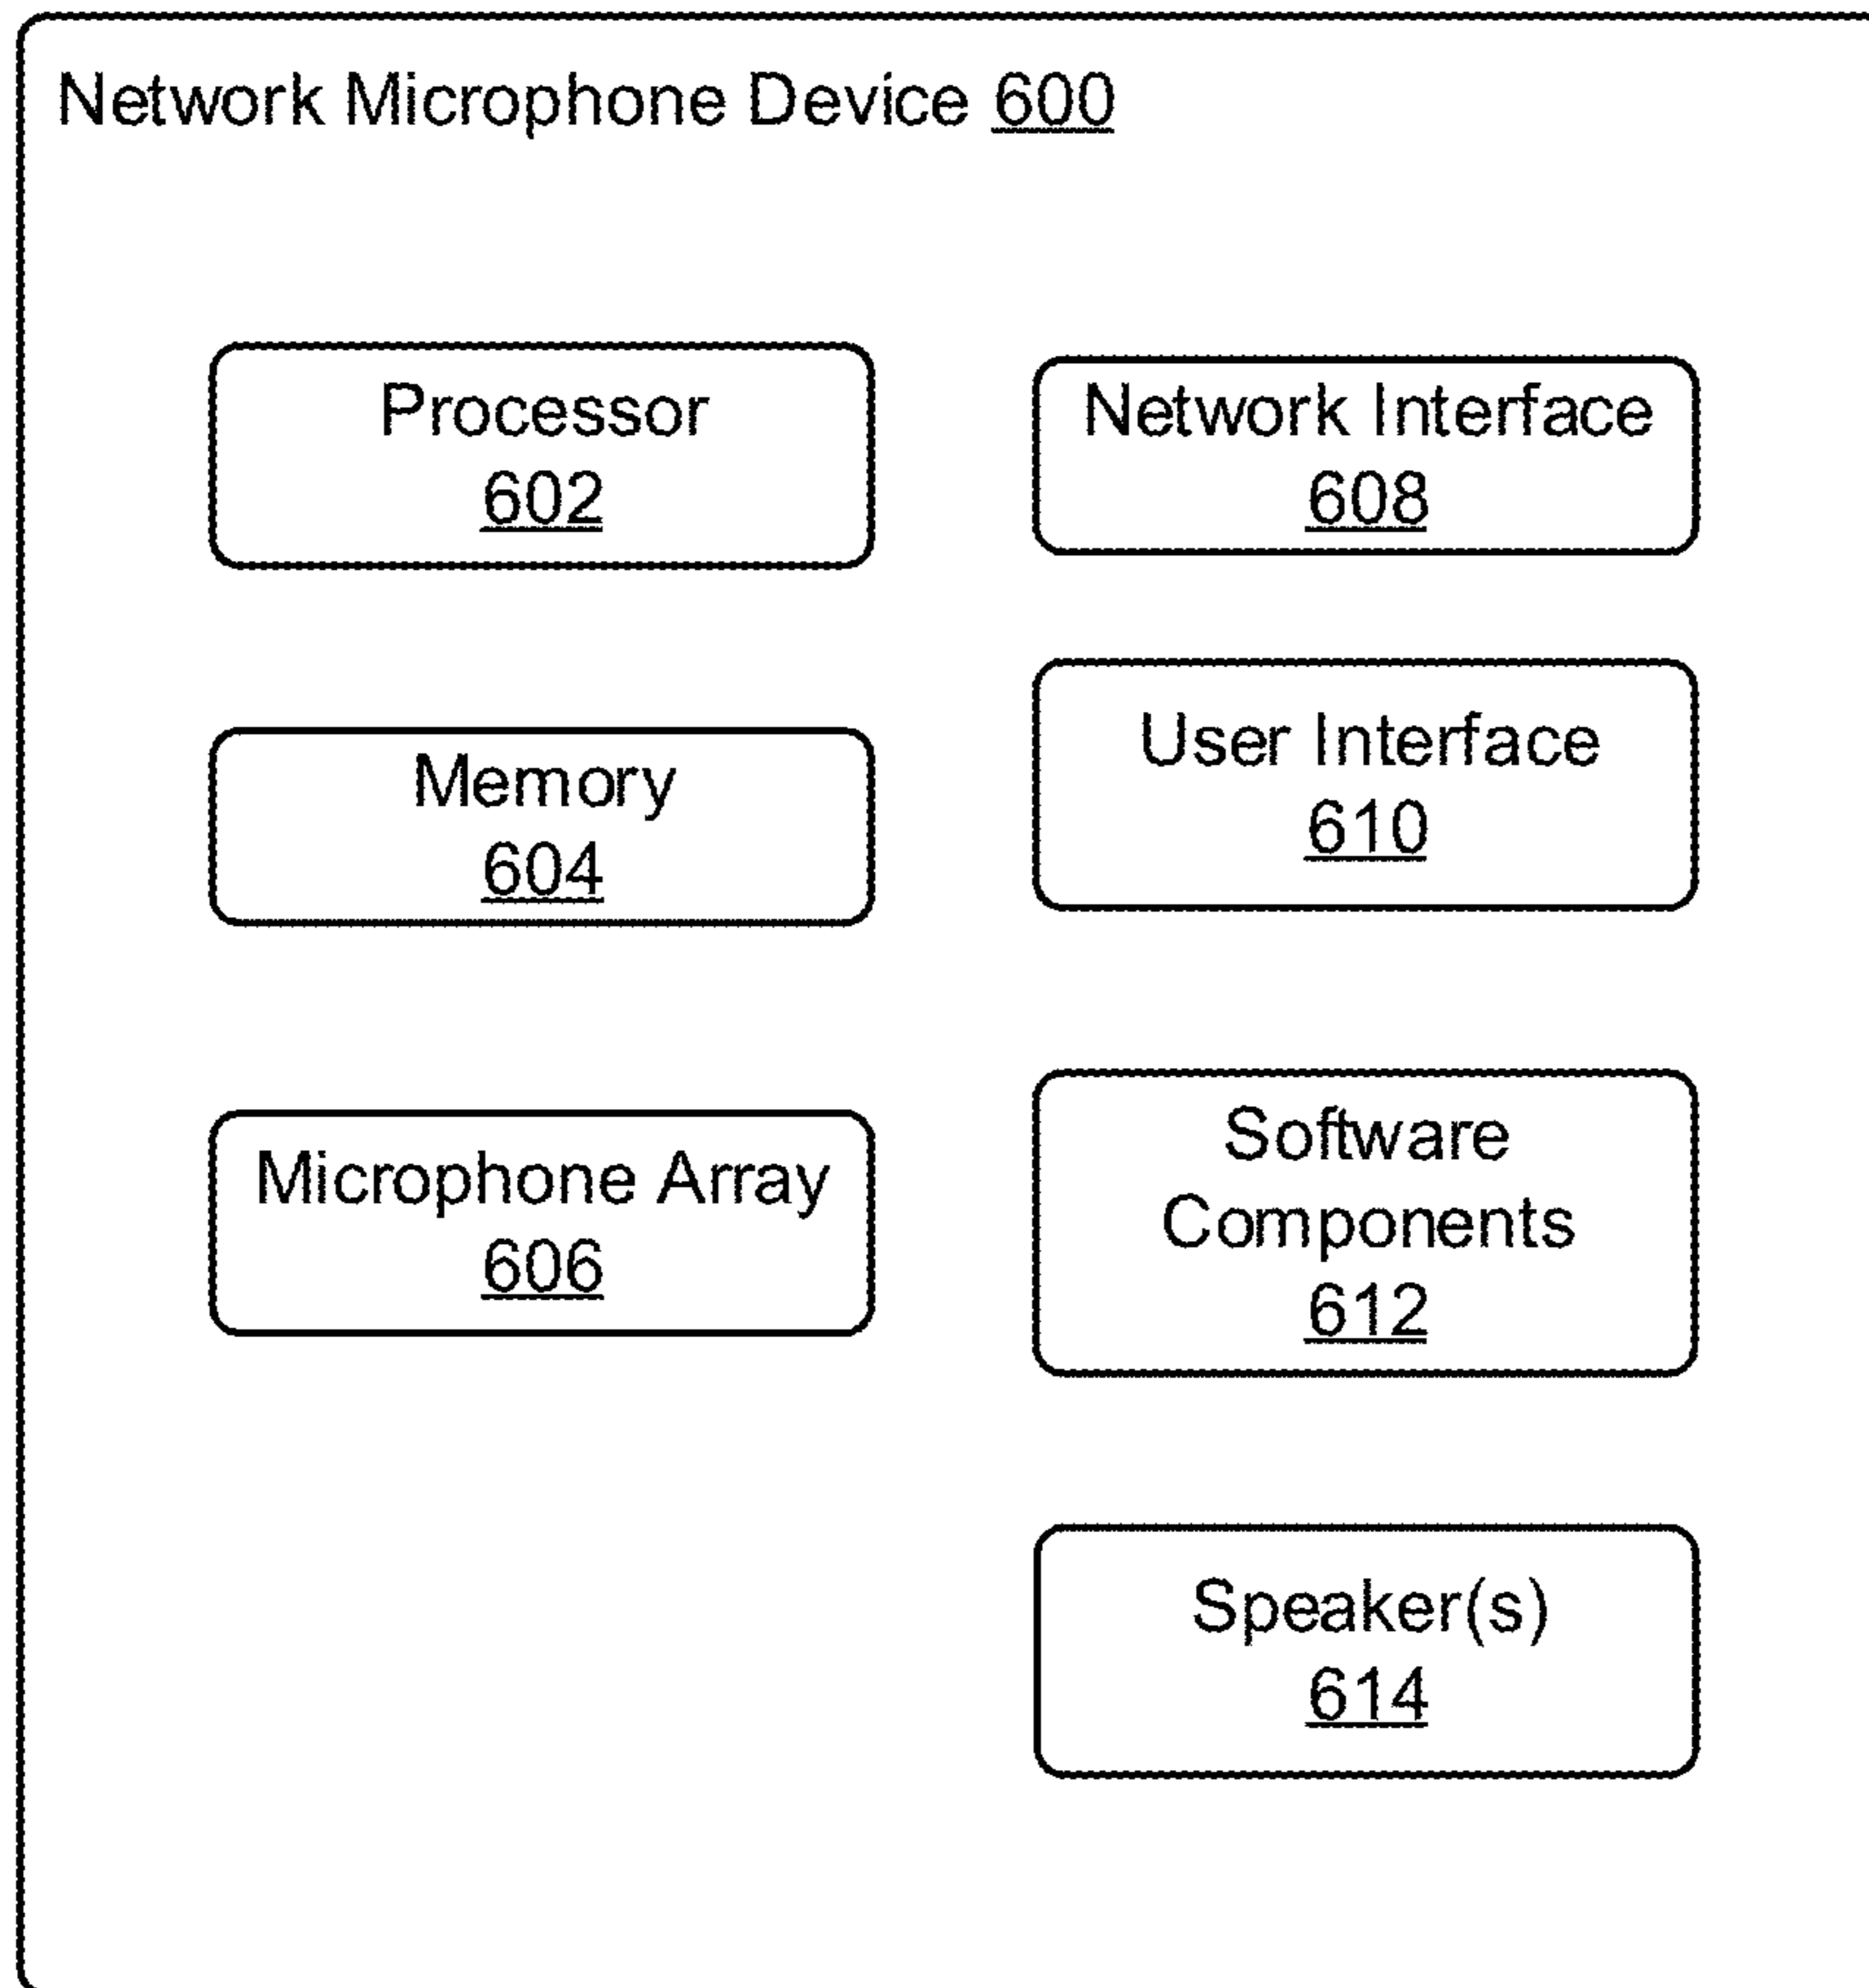 Network Microphone Device 600
Processor
602
Memory
604
Microphone Array
606
Network Interface
608
User Interface
610
Software
Components
612
Speaker(s)
614